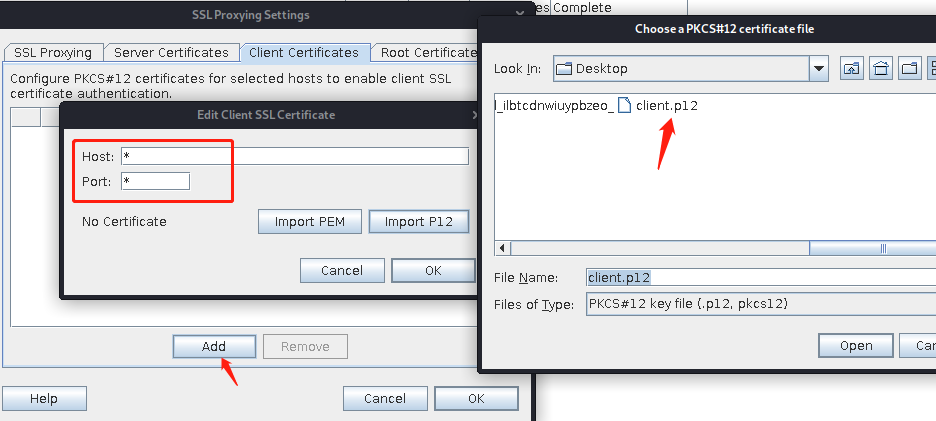 es Complete
SSL Proxying Settings
SSL Proxying
Server Certificates
Client Certificates
Root Certificate
Configure PKCS#12 certificates for selected hosts to enable client SSL
certificate authentication.
Edit Client SSL Certificate
Host: *
Port: *
No Certificate
Import PEM
Import P12
Cancel
OK
Add
Remove
Help
Cancel
OK
Choose a PKCS#12 certificate file
Look In:
Desktop
l_ilbtcdnwiuypbzeo_
client.p12
File Name:
client.p12
Files of Type:
PKCS#12 key file (.p12, pkcs12)
Open
Can